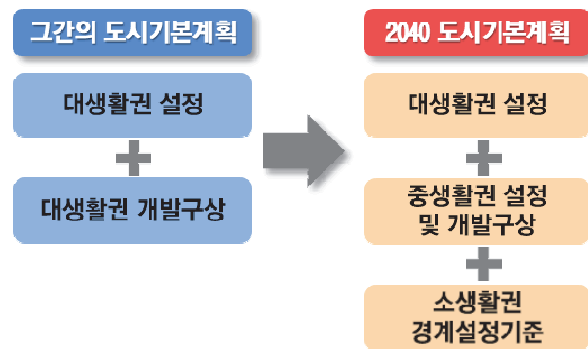 그간의 도시기본계획
대생활권 설정
대생활권 개발구상
2040 도시기본계획
대생활권 설정
중생활권 설정
및 개발구상
소생활권
경계설정기준